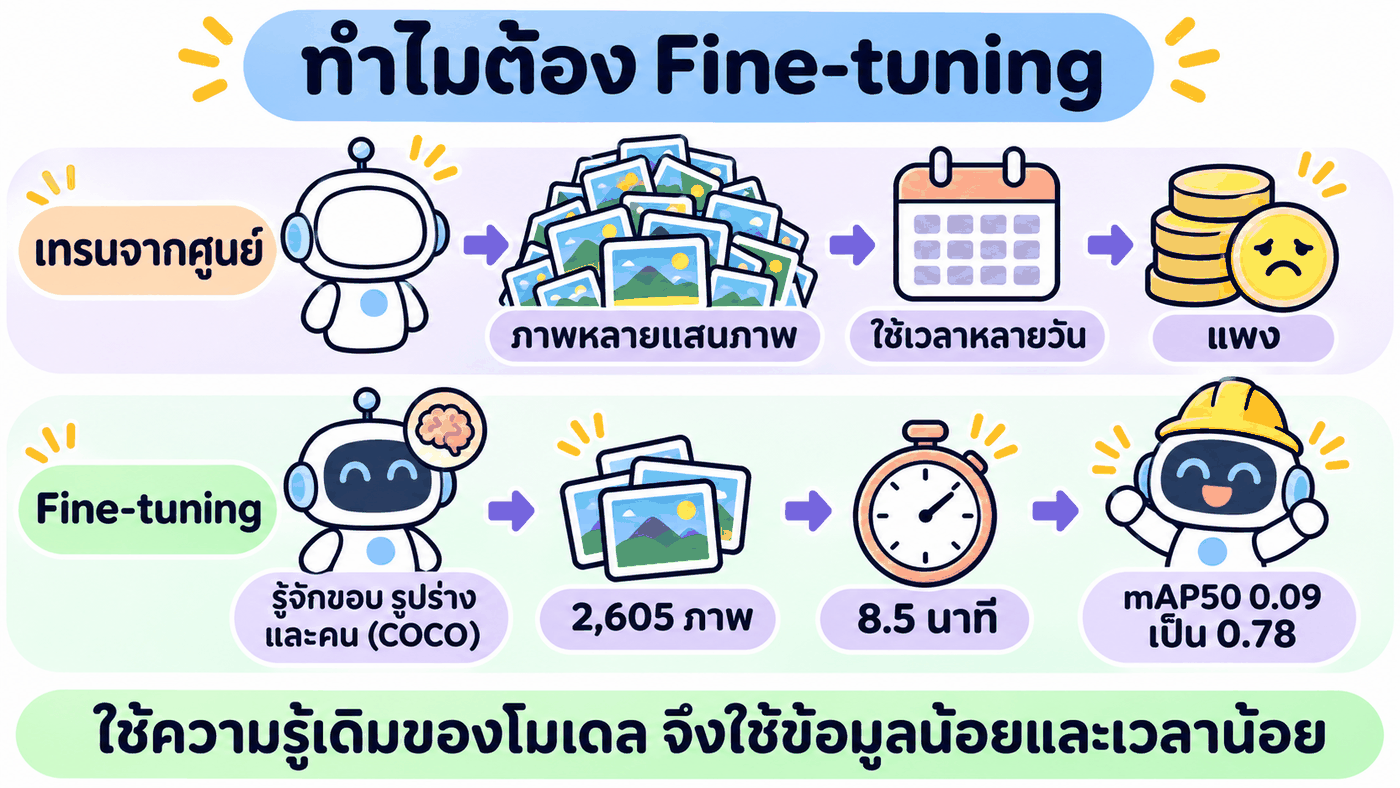 ทำไมต้อง Fine-tuning
เทรนจากศูนย์
ภาพหลายแสนภาพ
ใช้เวลาหลายวัน
แพง
Fine-tuning
รู้จักขอบ รูปร่าง
และคน (COCO)
2,605 ภาพ
8.5 นาที
mAP50 0.09
เป็น 0.78
ใช้ความรู้เดิมของโมเดล จึงใช้ข้อมูลน้อยและเวลาน้อย